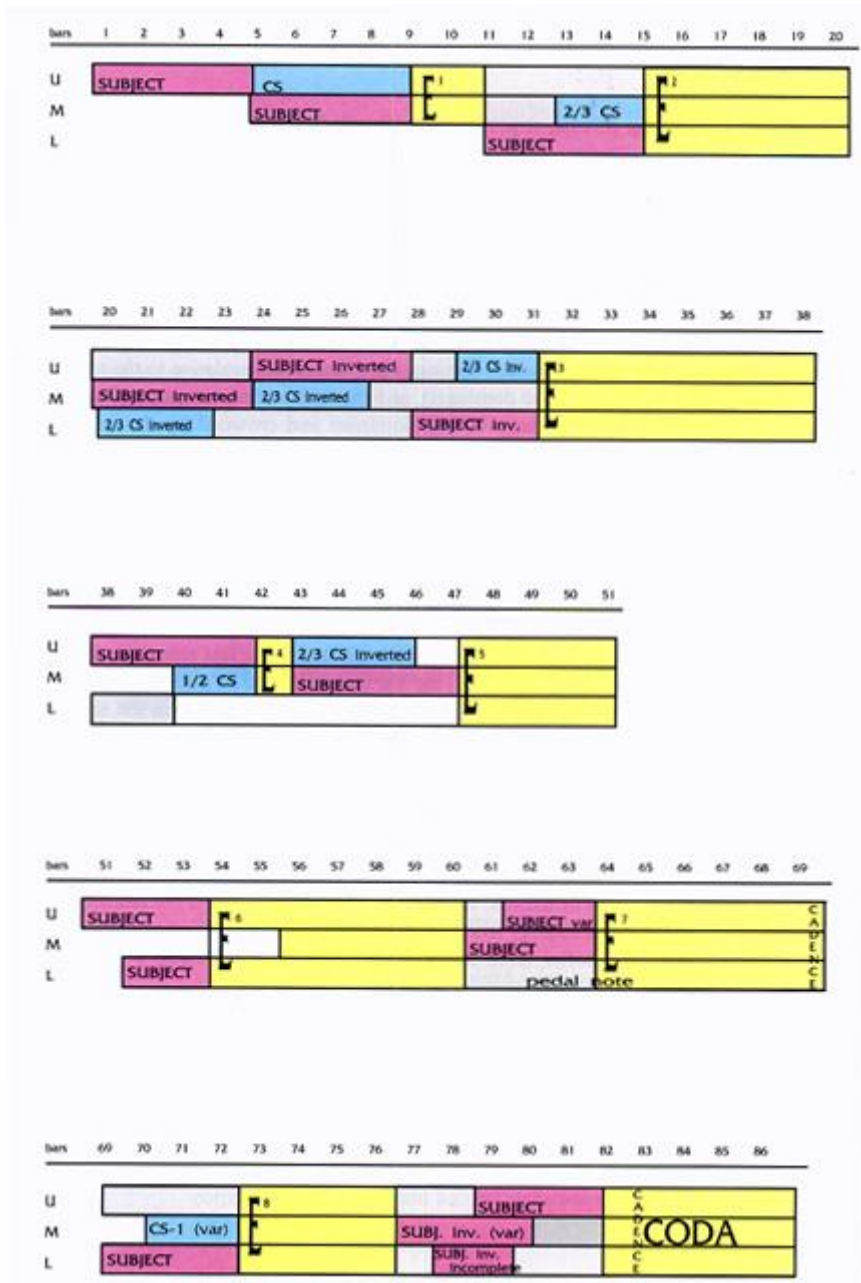 bars 1 2 3 4 5 6 7 8 9 10 11 12 13 14 15 16 17 18 19 20
U SUBJECT CS 1 2
M SUBJECT 2/3 CS
L SUBJECT
bars 20 21 22 23 24 25 26 27 28 29 30 31 32 33 34 35 36 37 38
U SUBJECT Inverted 2/3 CS Inv. 3
M SUBJECT Inverted 2/3 CS Inverted
L 2/3 CS Inverted SUBJECT Inv.
bars 38 39 40 41 42 43 44 45 46 47 48 49 50 51
U SUBJECT 4 2/3 CS Inverted 5
M 1/2 CS SUBJECT
L
bars 51 52 53 54 55 56 57 58 59 60 61 62 63 64 65 66 67 68 69
U SUBJECT 6 SUBJECT var 7 CADENCE
M SUBJECT
L SUBJECT pedal note
bars 69 70 71 72 73 74 75 76 77 78 79 80 81 82 83 84 85 86
U 8 SUBJECT CADENCE
M CS-1 (var) SUBJ. Inv. (var) CODA
L SUBJECT SUBJ. Inv.
Incomplete